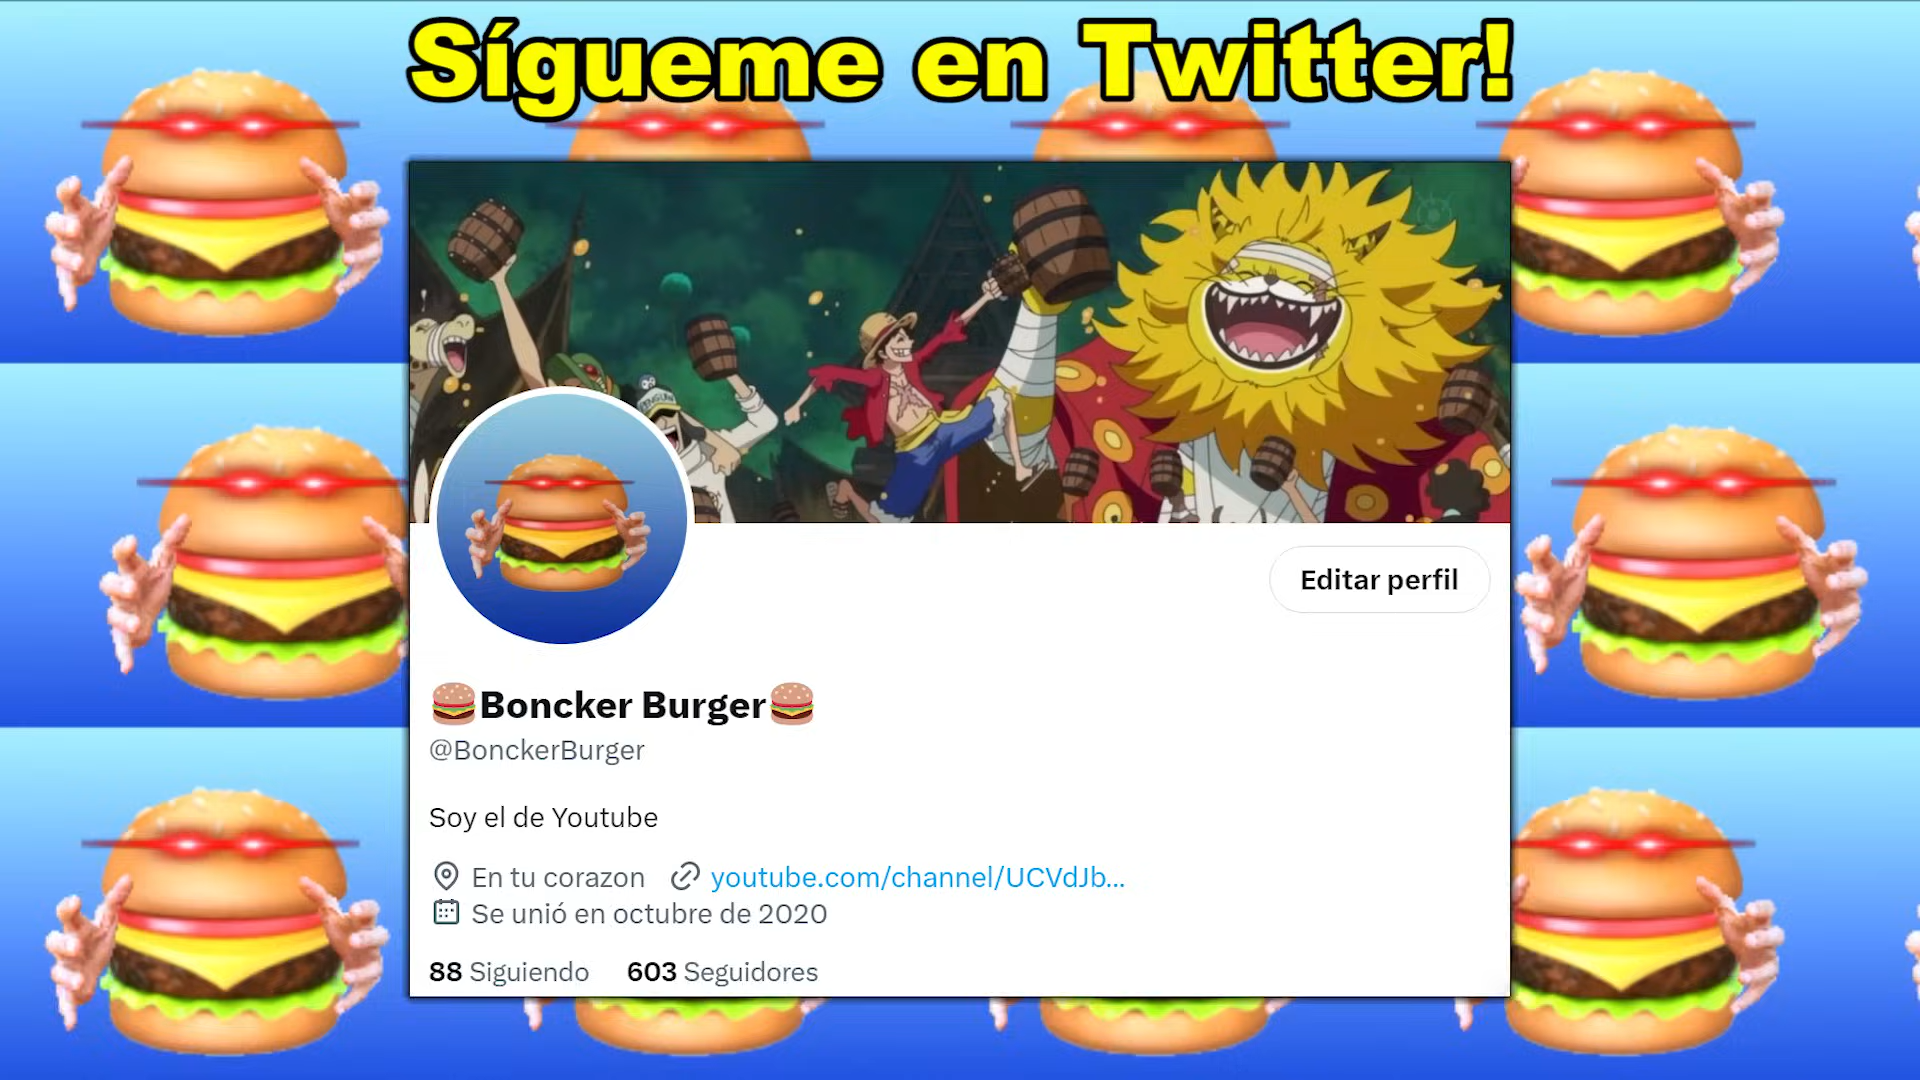 Sígueme en Twitter!
PENGUIN
Editar perfil
🍔Boncker Burger🍔
@BonckerBurger
Soy el de Youtube
En tu corazon youtube.com/channel/UCVdJb...
Se unió en octubre de 2020
88 Siguiendo 603 Seguidores